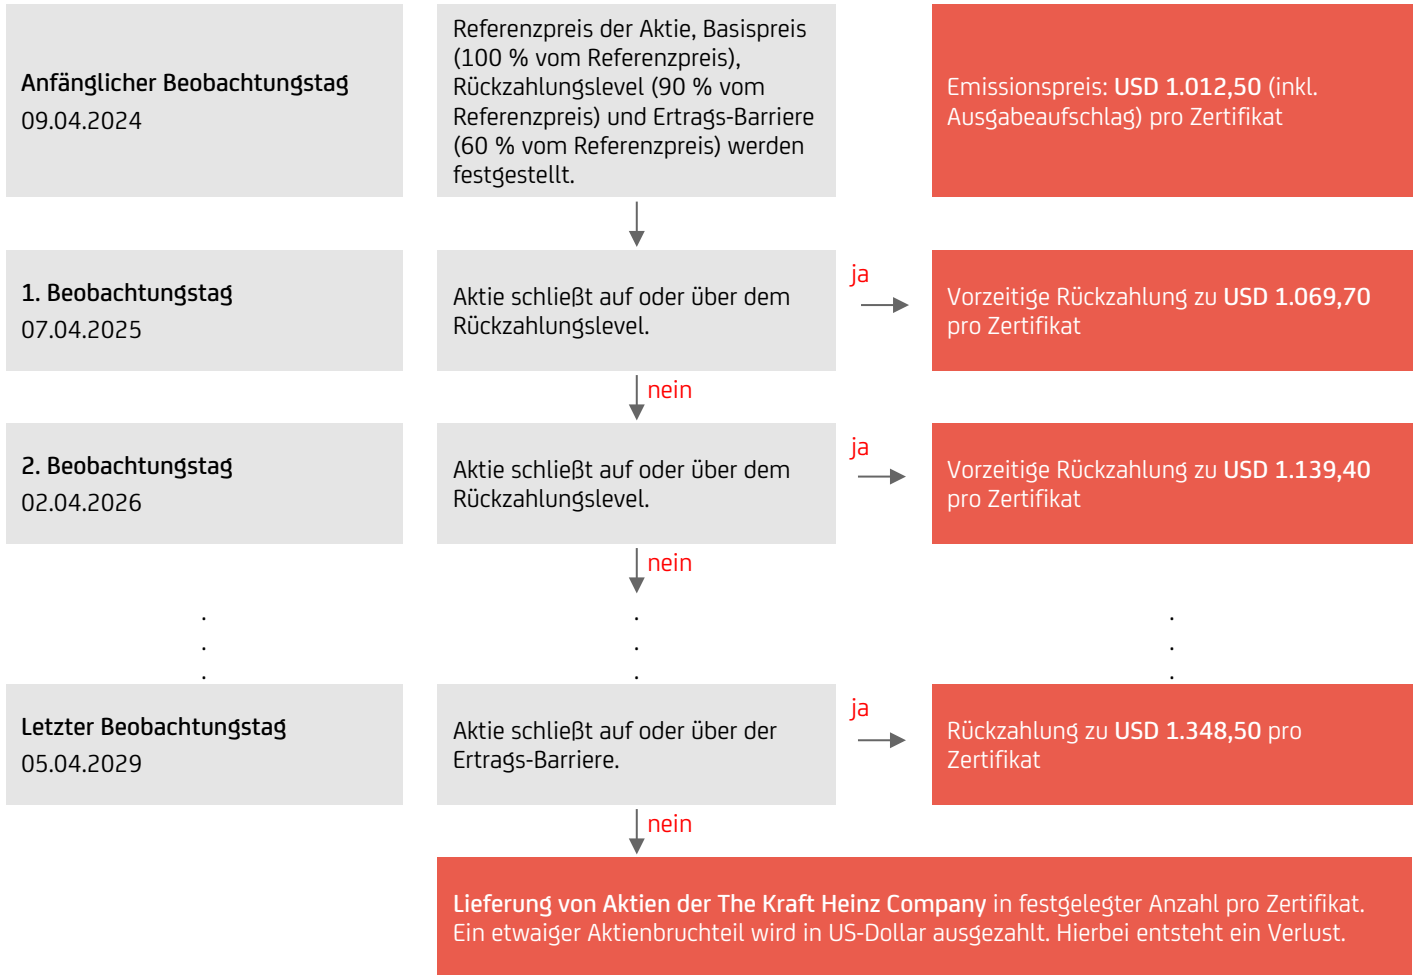 Anfänglicher Beobachtungstag
09.04.2024
Referenzpreis der Aktie, Basispreis
(100 % vom Referenzpreis),
Rückzahlungslevel (90 % vom
Referenzpreis) und Ertrags-Barriere
(60 % vom Referenzpreis) werden
festgestellt.
Emissionspreis: USD 1.012,50 (inkl.
Ausgabeaufschlag) pro Zertifikat
1. Beobachtungstag
07.04.2025
Aktie schließt auf oder über dem
Rückzahlungslevel.
ja
Vorzeitige Rückzahlung zu USD 1.069,70
pro Zertifikat
nein
2. Beobachtungstag
02.04.2026
Aktie schließt auf oder über dem
Rückzahlungslevel.
ja
Vorzeitige Rückzahlung zu USD 1.139,40
pro Zertifikat
nein
. . .
. . .
. . .
Letzter Beobachtungstag
05.04.2029
Aktie schließt auf oder über der
Ertrags-Barriere.
ja
Rückzahlung zu USD 1.348,50 pro
Zertifikat
nein
Lieferung von Aktien der The Kraft Heinz Company in festgelegter Anzahl pro Zertifikat.
Ein etwaiger Aktienbruchteil wird in US-Dollar ausgezahlt. Hierbei entsteht ein Verlust.